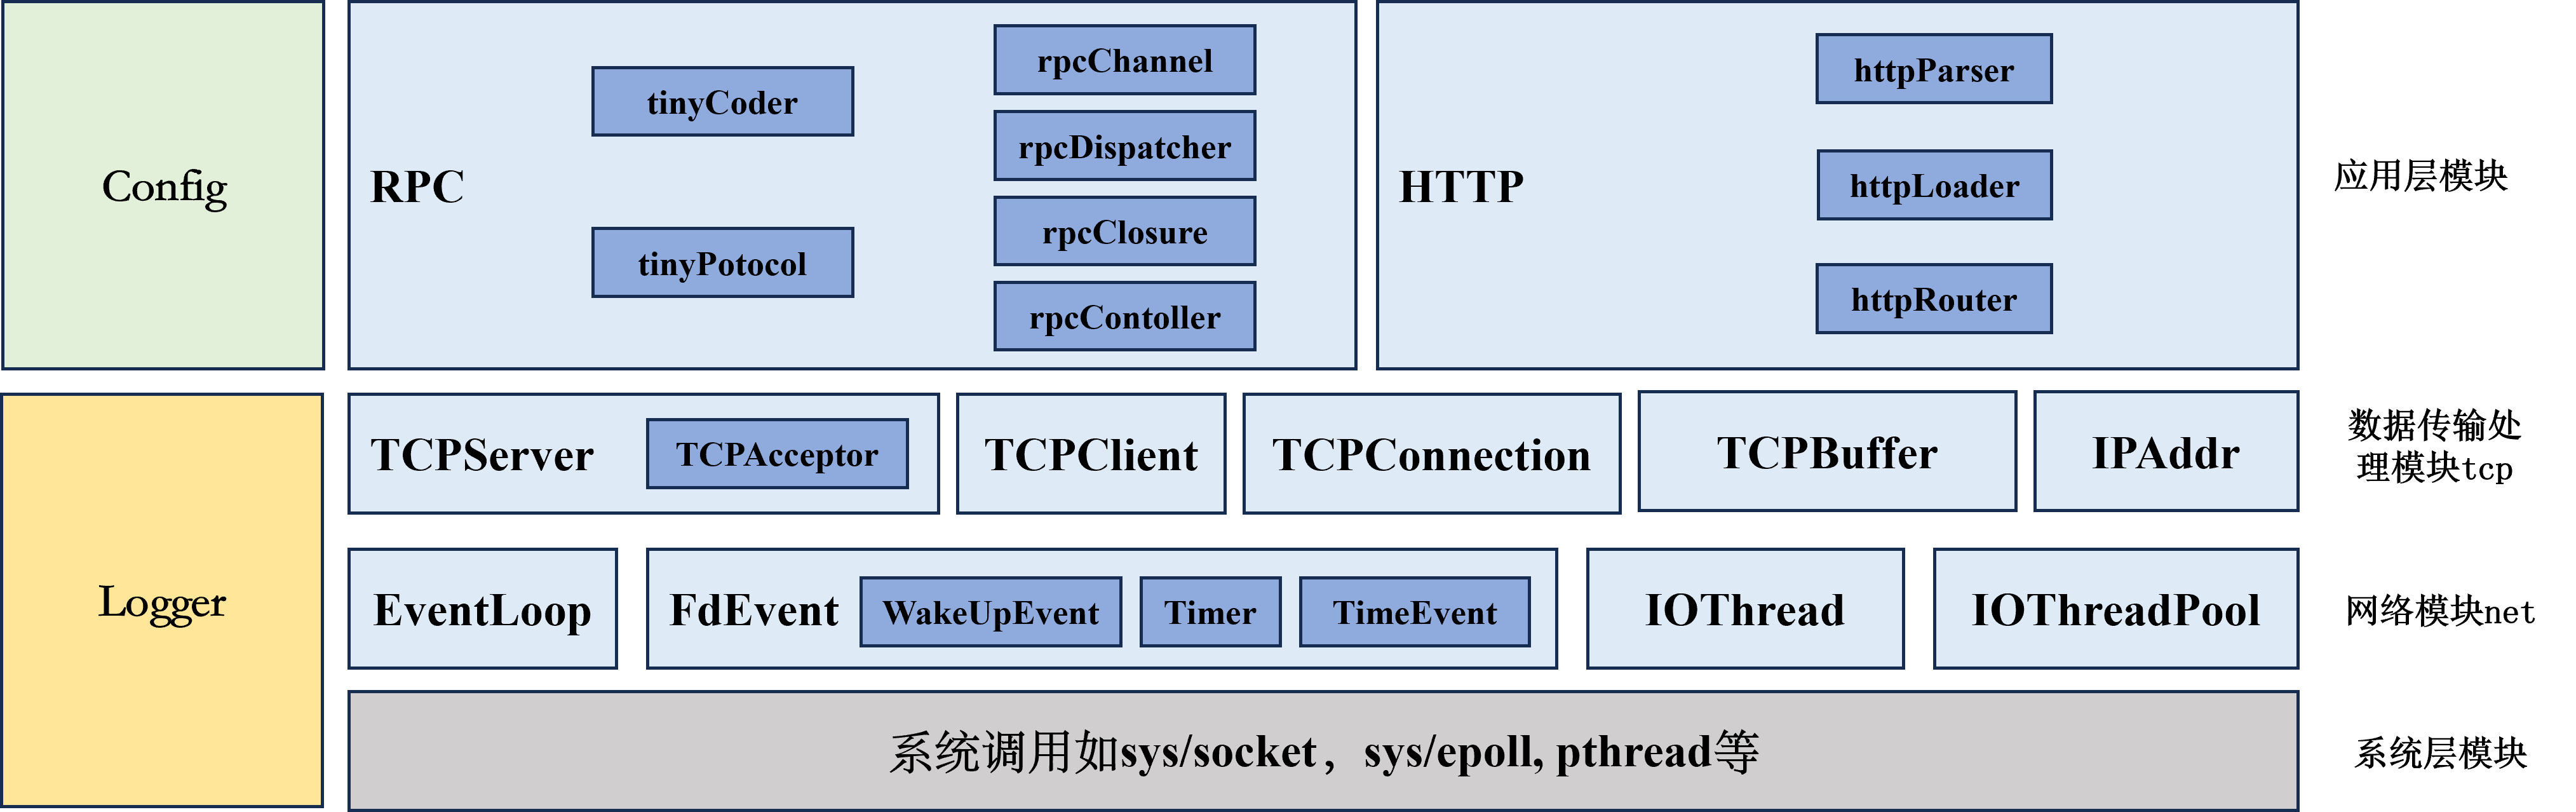 Config
RPC
tinyCoder
tinyPotocol
rpcChannel
rpcDispatcher
rpcClosure
rpcContoller
HTTP
httpParser
httpLoader
httpRouter
应用层模块
Logger
TCPServer
TCPAcceptor
TCPClient
TCPConnection
TCPBuffer
IPAddr
数据传输处
理模块tcp
EventLoop
FdEvent
WakeUpEvent
Timer
TimeEvent
IOThread
IOThreadPool
网络模块net
系统调用如sys/socket，sys/epoll, pthread等
系统层模块